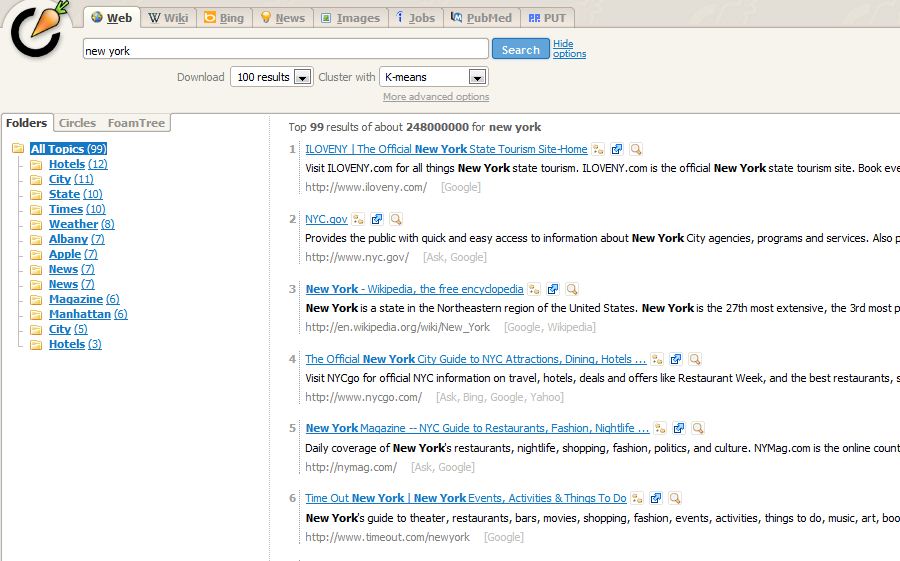 Web Wiki Bing News Images Jobs PubMed PUT
new york Search Hide options
Download 100 results Cluster with K-means
More advanced options
Folders Circles FoamTree
All Topics (99)
Hotels (12)
City (11)
State (10)
Times (10)
Weather (8)
Albany (7)
Apple (7)
News (7)
News (7)
Magazine (6)
Manhattan (6)
City (5)
Hotels (3)
Top 99 results of about 248000000 for new york
1 ILOVENY | The Official New York State Tourism Site-Home
Visit ILOVENY.com for all things New York state tourism. ILOVENY.com is the official New York state tourism site. Book eve
http://www.iloveny.com/ [Google]
2 NYC.gov
Provides the public with quick and easy access to information about New York City agencies, programs and services. Also p
http://www.nyc.gov/ [Ask, Google]
3 New York - Wikipedia, the free encyclopedia
New York is a state in the Northeastern region of the United States. New York is the 27th most extensive, the 3rd most p
http://en.wikipedia.org/wiki/New_York [Google, Wikipedia]
4 The Official New York City Guide to NYC Attractions, Dining, Hotels ...
Visit NYCgo for official NYC information on travel, hotels, deals and offers like Restaurant Week, and the best restaurants, s
http://www.nycgo.com/ [Ask, Bing, Google, Yahoo]
5 New York Magazine -- NYC Guide to Restaurants, Fashion, Nightlife ...
Daily coverage of New York's restaurants, nightlife, shopping, fashion, politics, and culture. NYMag.com is the online count
http://nymag.com/ [Ask, Google]
6 Time Out New York | New York Events, Activities & Things To Do
New York's guide to theater, restaurants, bars, movies, shopping, fashion, events, activities, things to do, music, art, boo
http://www.timeout.com/newyork [Google]